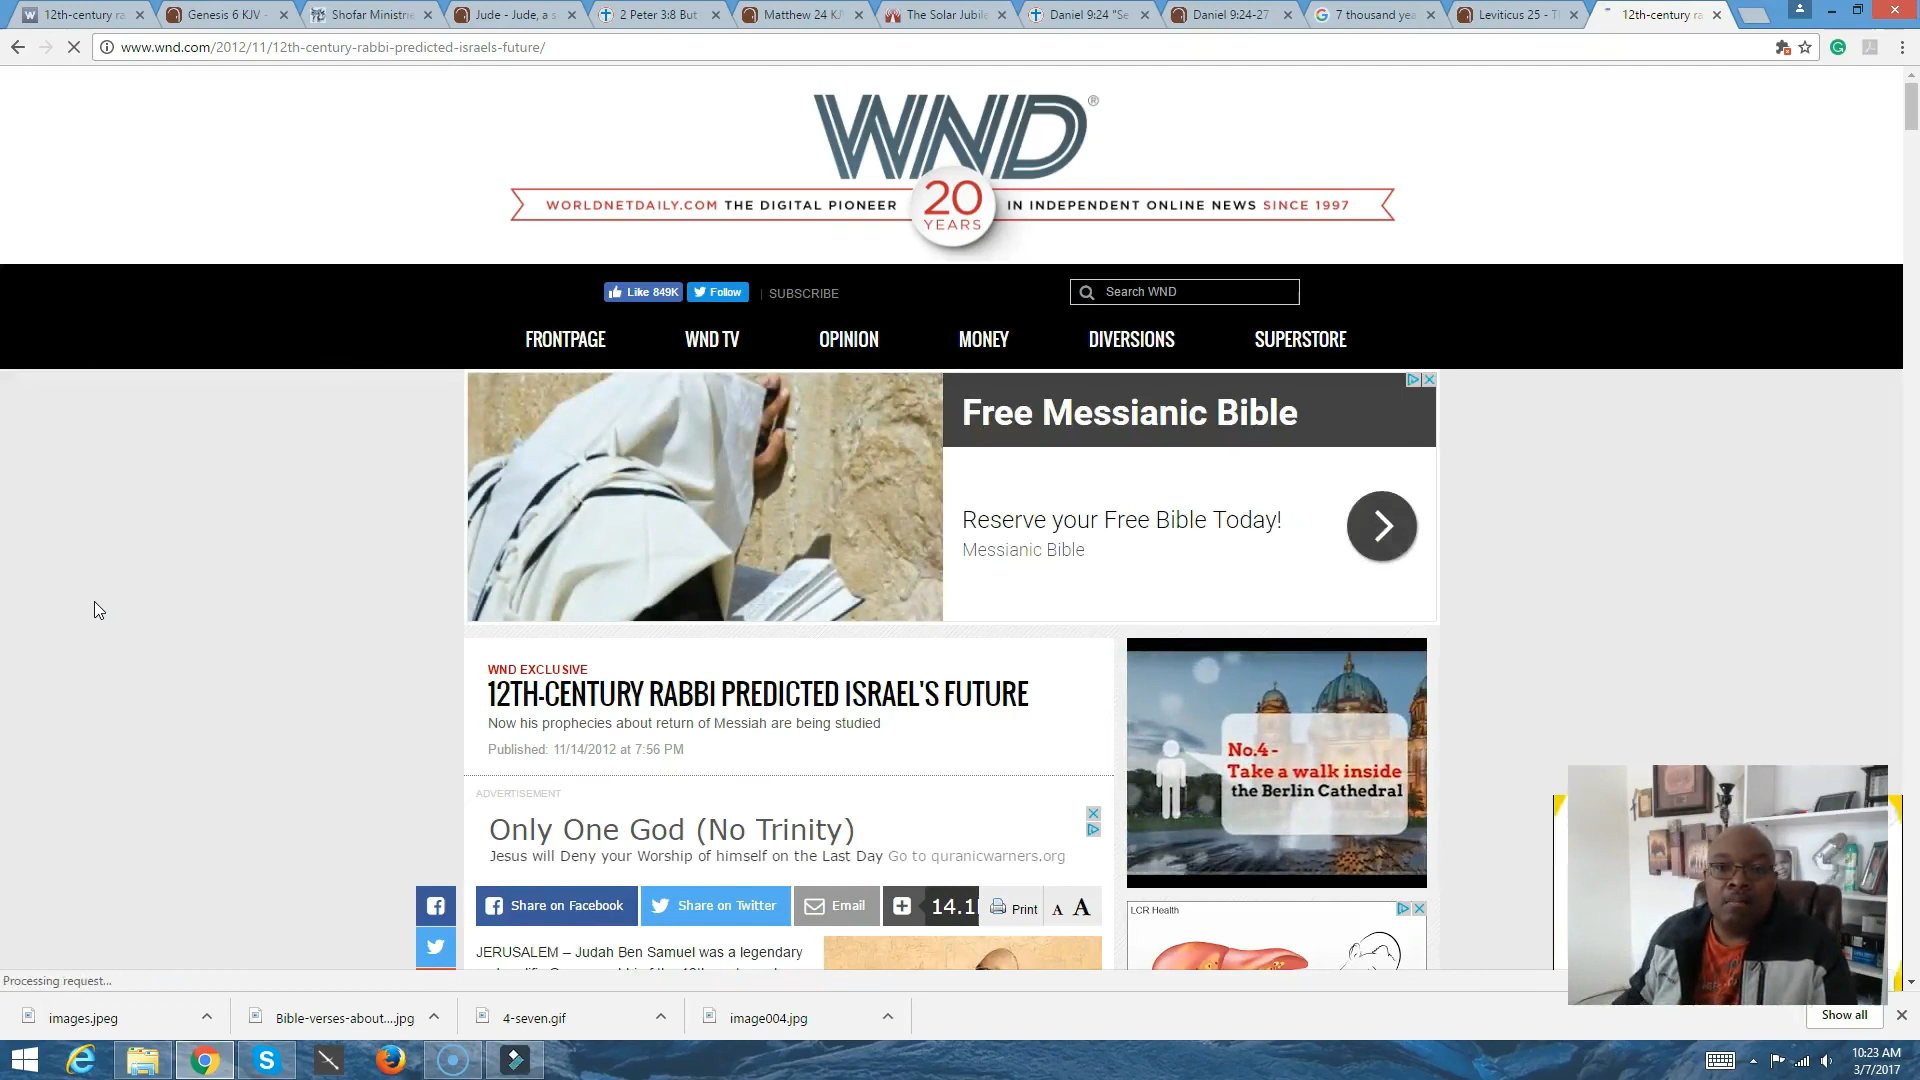 12th-century ra
Genesis 6 KJV -
Shofar Ministrie
Jude - Jude, a s
2 Peter 3:8 But
Matthew 24 KJ
The Solar Jubile
Daniel 9:24 "Se
Daniel 9:24-27
7 thousand yea
Leviticus 25 - T
12th-century ra
www.wnd.com/2012/11/12th-century-rabbi-predicted-israels-future/
WND®
WORLDNETDAILY.COM THE DIGITAL PIONEER 20 YEARS IN INDEPENDENT ONLINE NEWS SINCE 1997
Like 849K Follow | SUBSCRIBE
Search WND
FRONTPAGE WND TV OPINION MONEY DIVERSIONS SUPERSTORE
Free Messianic Bible
Reserve your Free Bible Today!
Messianic Bible
WND EXCLUSIVE
12TH-CENTURY RABBI PREDICTED ISRAEL'S FUTURE
Now his prophecies about return of Messiah are being studied
Published: 11/14/2012 at 7:56 PM
No.4-
Take a walk inside
the Berlin Cathedral
ADVERTISEMENT
Only One God (No Trinity)
Jesus will Deny your Worship of himself on the Last Day Go to quranicwarners.org
Share on Facebook Share on Twitter Email 14.1 Print A A
LCR Health
JERUSALEM – Judah Ben Samuel was a legendary
Processing request...
images.jpeg
Bible-verses-about....jpg
4-seven.gif
image004.jpg
Show all
10:23 AM
3/7/2017